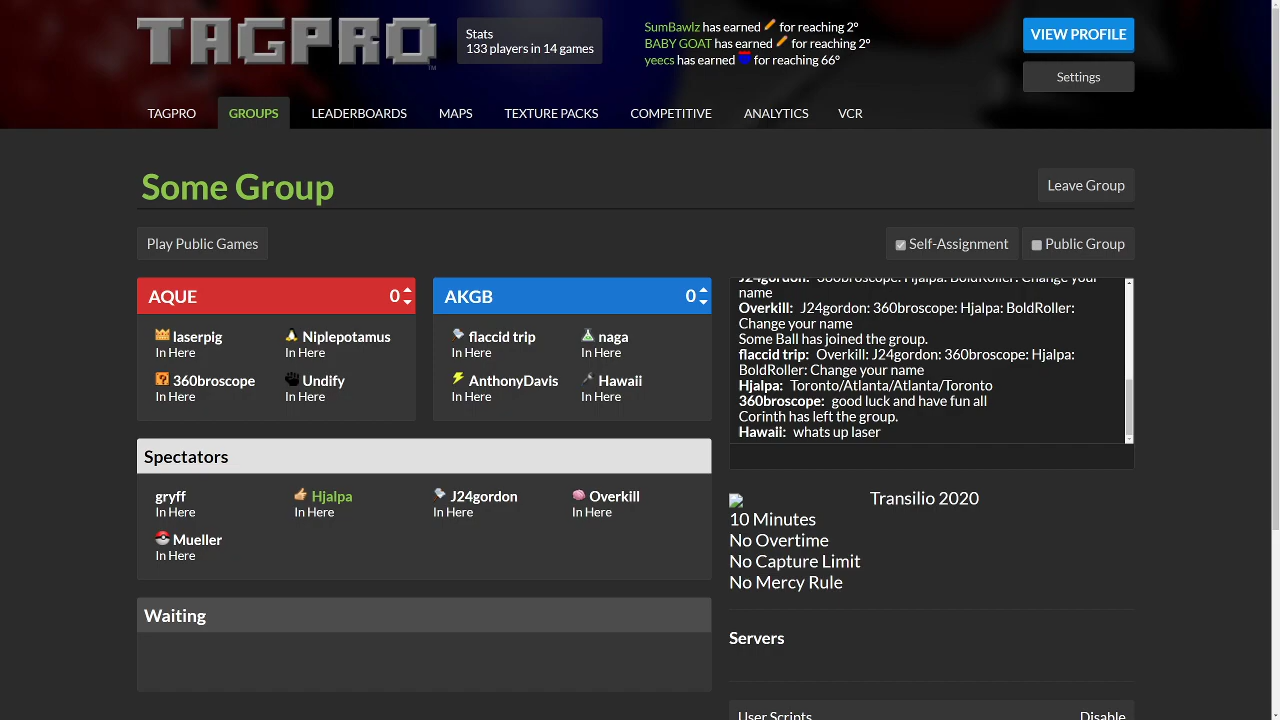 TAGPRO
TM
Stats
133 players in 14 games
SumBawlz has earned for reaching 2°
BABY GOAT has earned for reaching 2°
yeecs has earned for reaching 66°
VIEW PROFILE
Settings
TAGPRO GROUPS LEADERBOARDS MAPS TEXTURE PACKS COMPETITIVE ANALYTICS VCR
Some Group
Leave Group
Play Public Games
Self-Assignment
Public Group
AQUE 0
laserpig Niplepotamus
In Here In Here
360broscope Undify
In Here In Here
AKGB 0
flaccid trip naga
In Here In Here
AnthonyDavis Hawaii
In Here In Here
Spectators
gryff Hjalpa J24gordon Overkill
In Here In Here In Here In Here
Mueller
In Here
Waiting
J24gordon: 360broscope: Hjalpa: BoldRoller: Change your
name
Overkill: J24gordon: 360broscope: Hjalpa: BoldRoller:
Change your name
Some Ball has joined the group.
flaccid trip: Overkill: J24gordon: 360broscope: Hjalpa:
BoldRoller: Change your name
Hjalpa: Toronto/Atlanta/Atlanta/Toronto
360broscope: good luck and have fun all
Corinth has left the group.
Hawaii: whats up laser
Transilio 2020
10 Minutes
No Overtime
No Capture Limit
No Mercy Rule
Servers
User Scripts Disable